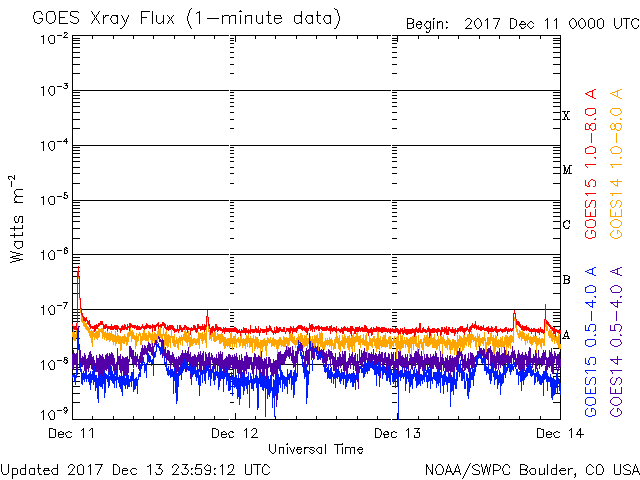 GOES Xray Flux (1-minute data)
Begin: 2017 Dec 11 0000 UTC
10⁻²
10⁻³
10⁻⁴
10⁻⁵
10⁻⁶
10⁻⁷
10⁻⁸
10⁻⁹
Watts m⁻²
X
M
C
B
A
GOES15 1.0-8.0 A
GOES14 1.0-8.0 A
GOES15 0.5-4.0 A
GOES14 0.5-4.0 A
Dec 11
Dec 12
Dec 13
Dec 14
Universal Time
Updated 2017 Dec 13 23:59:12 UTC
NOAA/SWPC Boulder, CO USA